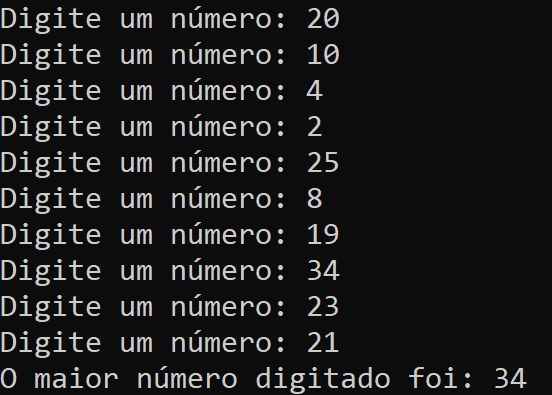 Digite um número: 20
Digite um número: 10
Digite um número: 4
Digite um número: 2
Digite um número: 25
Digite um número: 8
Digite um número: 19
Digite um número: 34
Digite um número: 23
Digite um número: 21
O maior número digitado foi: 34